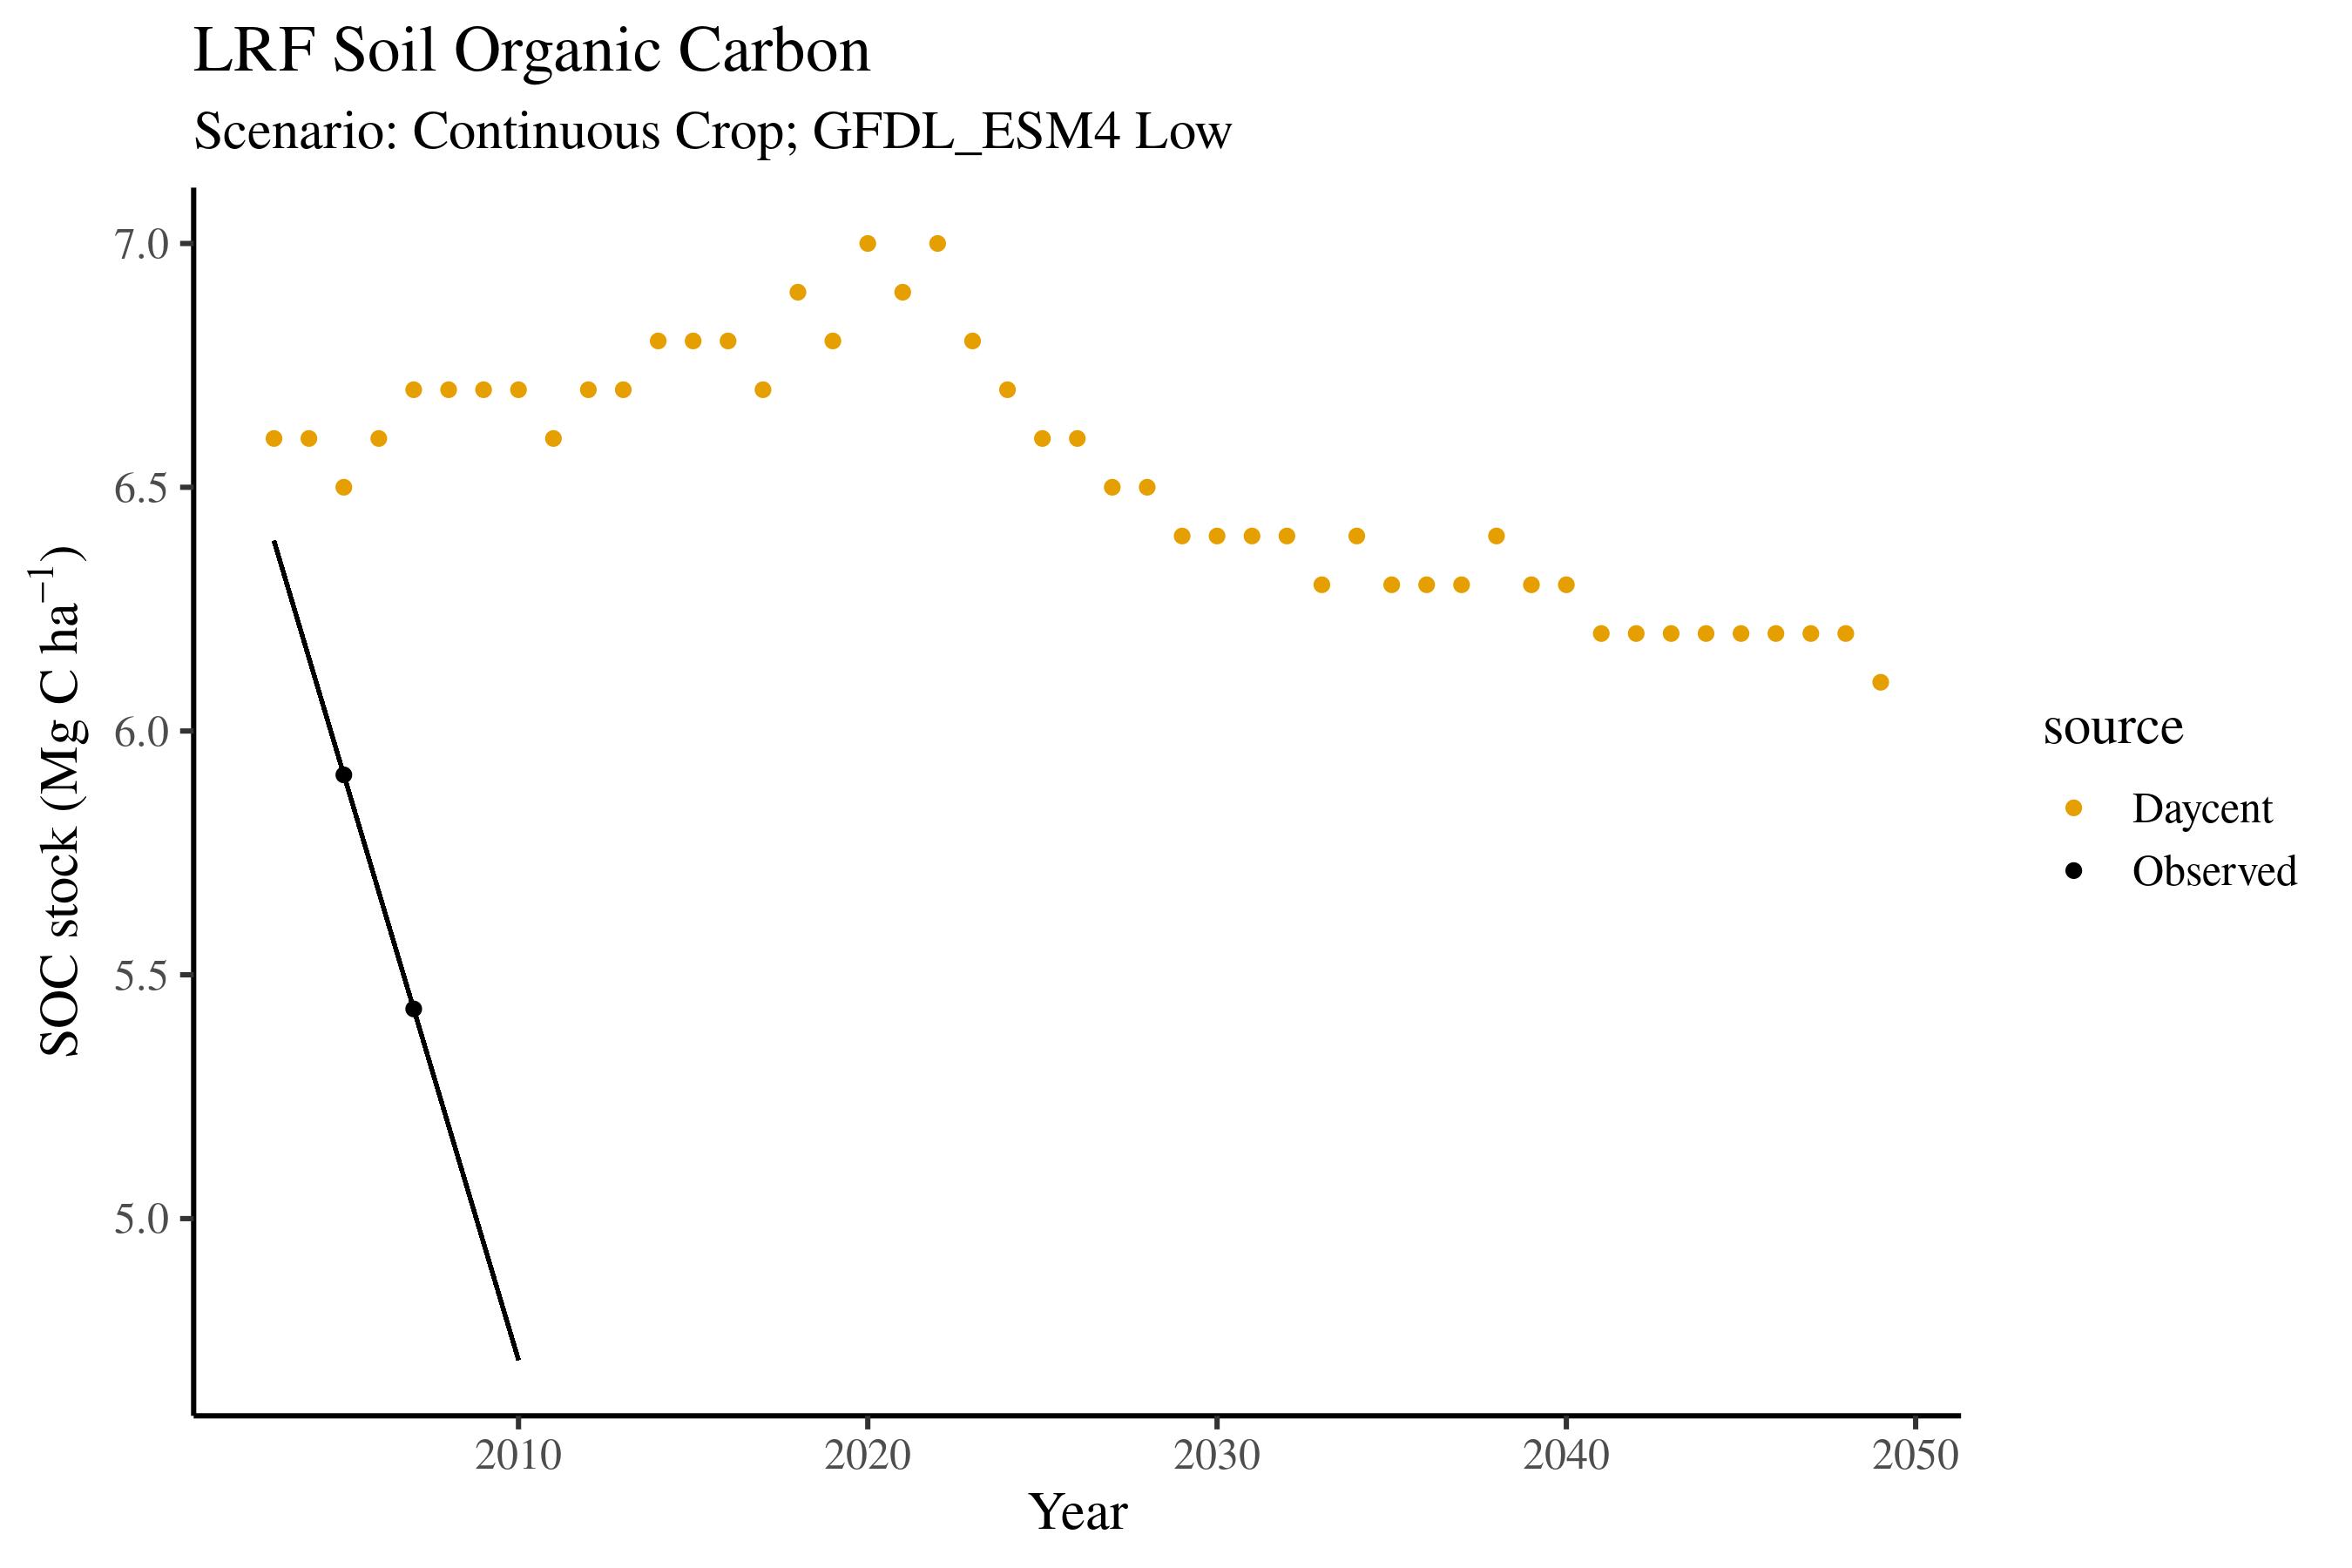 LRF Soil Organic Carbon
Scenario: Continuous Crop; GFDL_ESM4 Low
SOC stock (Mg C ha⁻¹)
7.0
6.5
6.0
5.5
5.0
2010 2020 2030 2040 2050
Year
source
Daycent
Observed